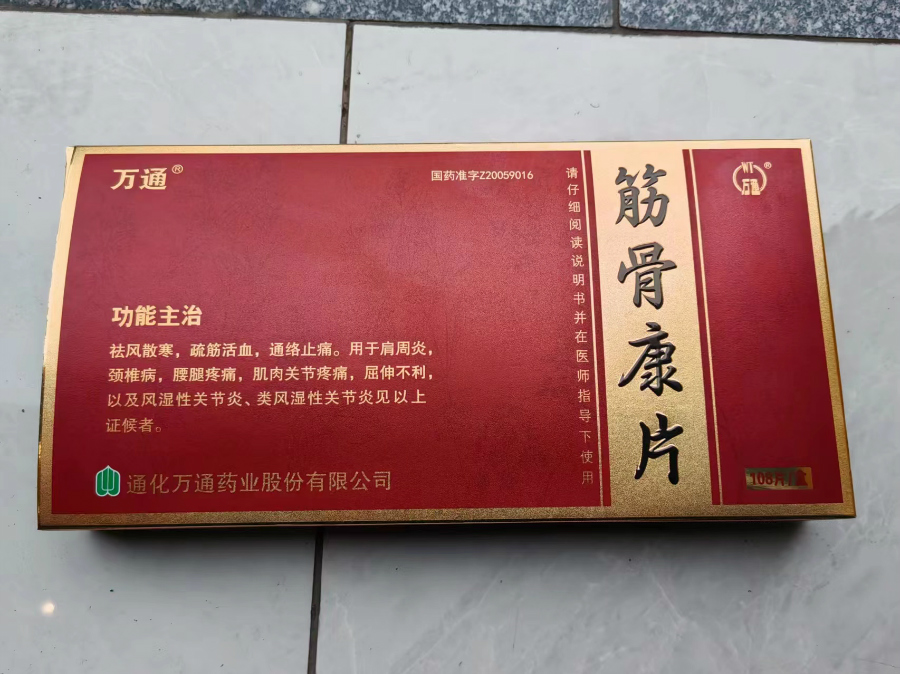 万通®
国药准字Z20059016
功能主治
祛风散寒，疏筋活血，通络止痛。用于肩周炎，
颈椎病，腰腿疼痛，肌肉关节疼痛，屈伸不利，
以及风湿性关节炎、类风湿性关节炎见以上
证候者。
通化万通药业股份有限公司
请仔细阅读说明书并在医师指导下使用
筋骨康片
WT
万通®
108片/盒